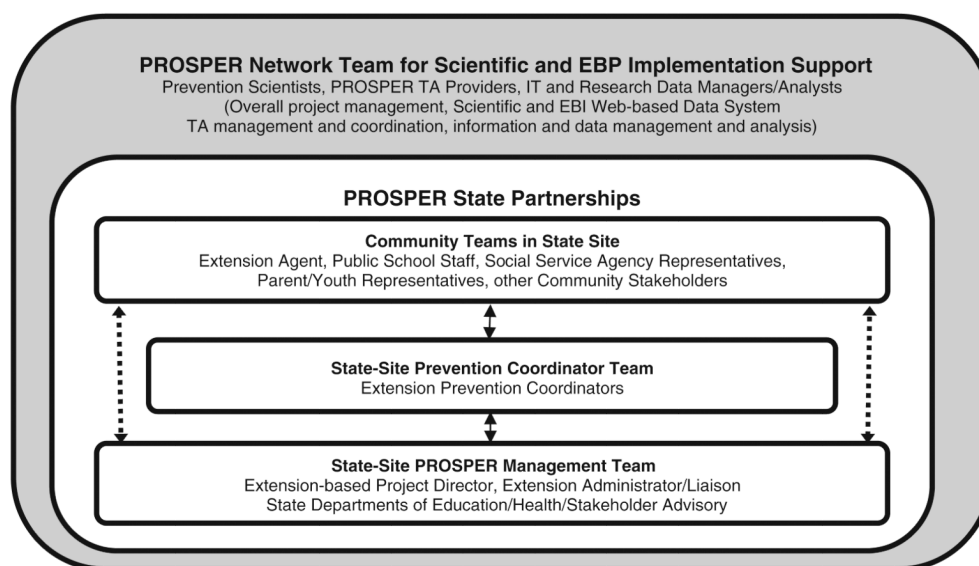 PROSPER Network Team for Scientific and EBP Implementation Support
Prevention Scientists, PROSPER TA Providers, IT and Research Data Managers/Analysts
(Overall project management, Scientific and EBI Web-based Data System
TA management and coordination, information and data management and analysis)
PROSPER State Partnerships
Community Teams in State Site
Extension Agent, Public School Staff, Social Service Agency Representatives,
Parent/Youth Representatives, other Community Stakeholders
State-Site Prevention Coordinator Team
Extension Prevention Coordinators
State-Site PROSPER Management Team
Extension-based Project Director, Extension Administrator/Liaison
State Departments of Education/Health/Stakeholder Advisory